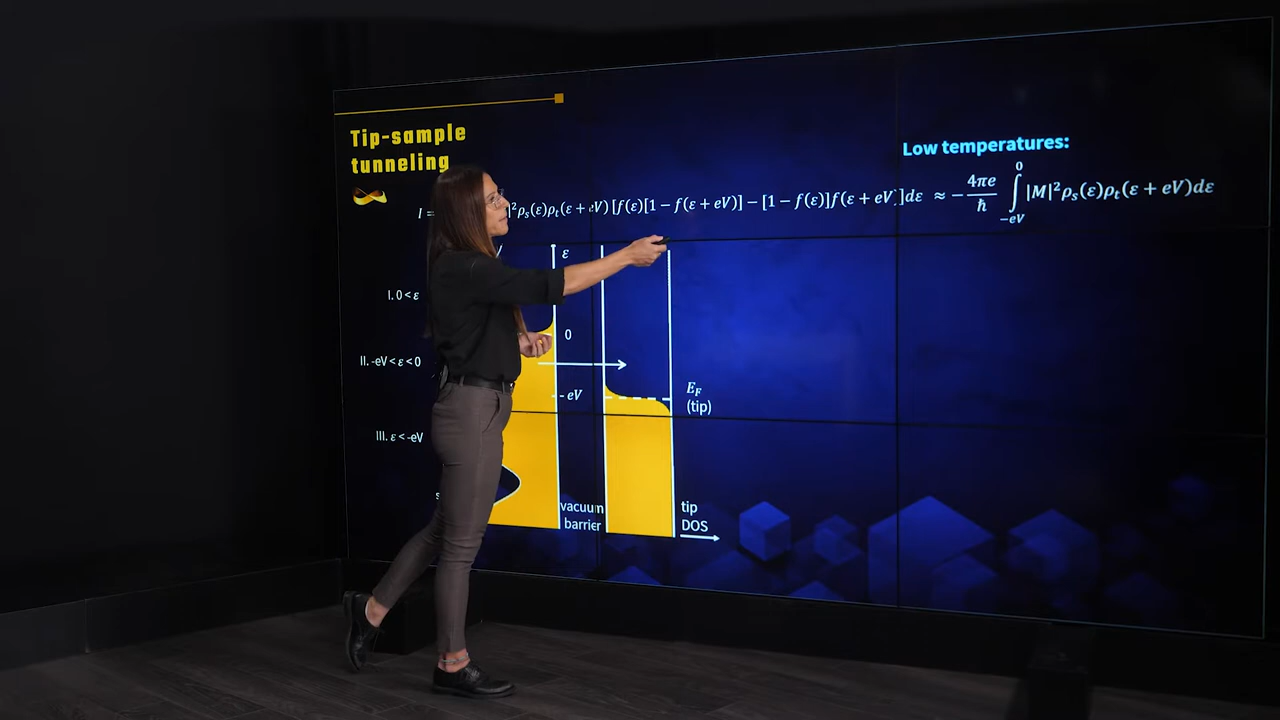 Tip-sample
tunneling
Low temperatures:
I = |²ρₛ(ε)ρₜ(ε + eV)[f(ε)[1 − f(ε + eV)] − [1 − f(ε)]f(ε + eV)]dε ≈ − 4πe/ℏ ∫₋ₑV⁰ |M|²ρₛ(ε)ρₜ(ε + eV)dε
ε
I. 0 < ε
0
II. -eV < ε < 0
- eV
E_F
(tip)
III. ε < -eV
vacuum
barrier
tip
DOS